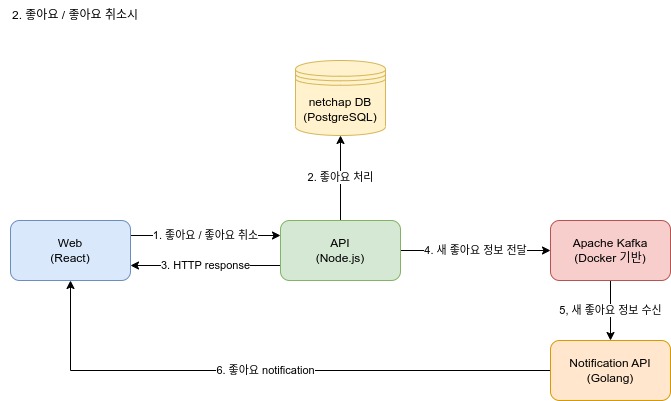 2. 좋아요 / 좋아요 취소시
netchap DB
(PostgreSQL)
2. 좋아요 처리
Web
(React)
1. 좋아요 / 좋아요 취소
3. HTTP response
API
(Node.js)
4. 새 좋아요 정보 전달
Apache Kafka
(Docker 기반)
5, 새 좋아요 정보 수신
6. 좋아요 notification
Notification API
(Golang)